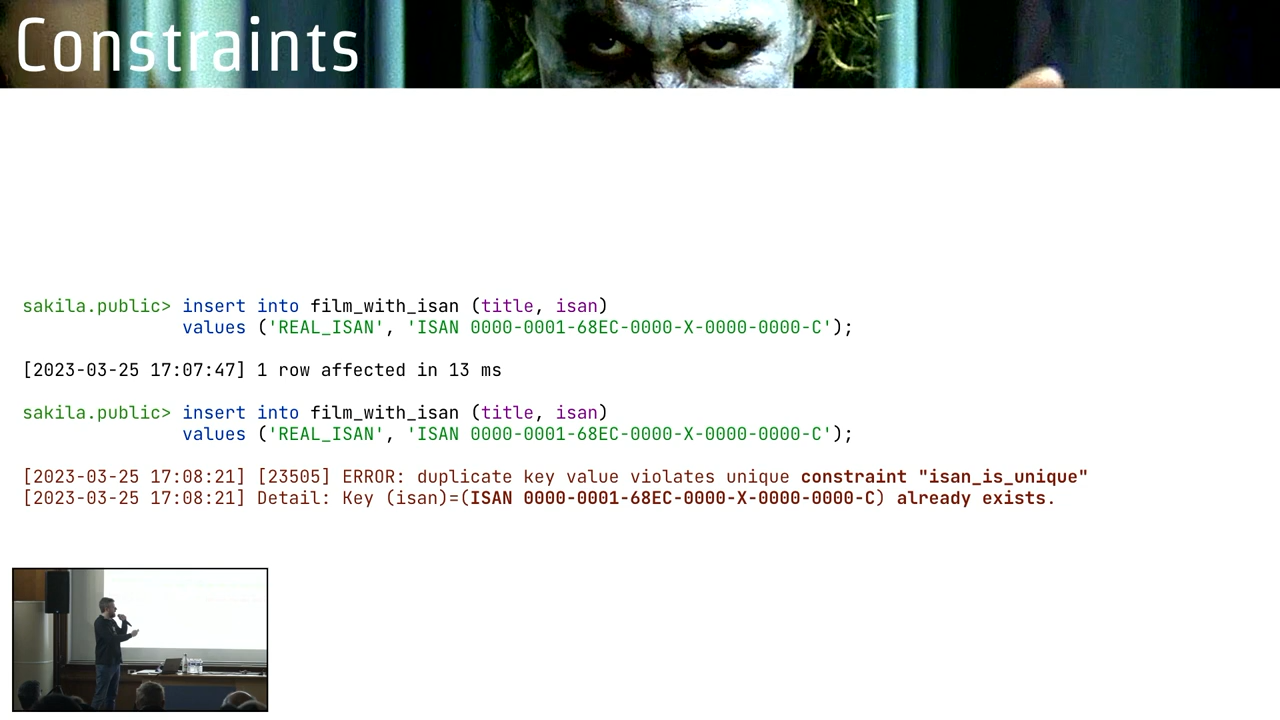 Constraints
sakila.public> insert into film_with_isan (title, isan)
values ('REAL_ISAN', 'ISAN 0000-0001-68EC-0000-X-0000-0000-C');
[2023-03-25 17:07:47] 1 row affected in 13 ms
sakila.public> insert into film_with_isan (title, isan)
values ('REAL_ISAN', 'ISAN 0000-0001-68EC-0000-X-0000-0000-C');
[2023-03-25 17:08:21] [23505] ERROR: duplicate key value violates unique constraint "isan_is_unique"
[2023-03-25 17:08:21] Detail: Key (isan)=(ISAN 0000-0001-68EC-0000-X-0000-0000-C) already exists.